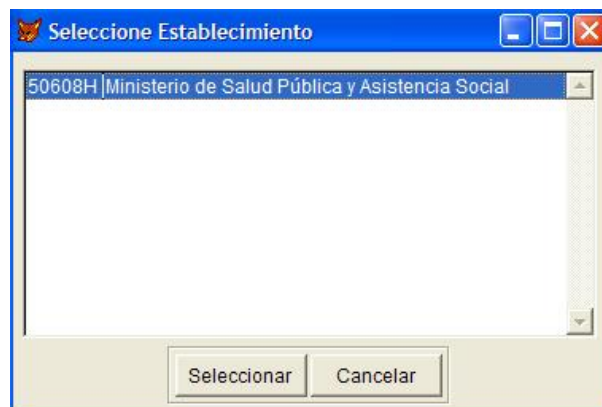 Seleccione Establecimiento
50608H Ministerio de Salud Pública y Asistencia Social
Seleccionar Cancelar